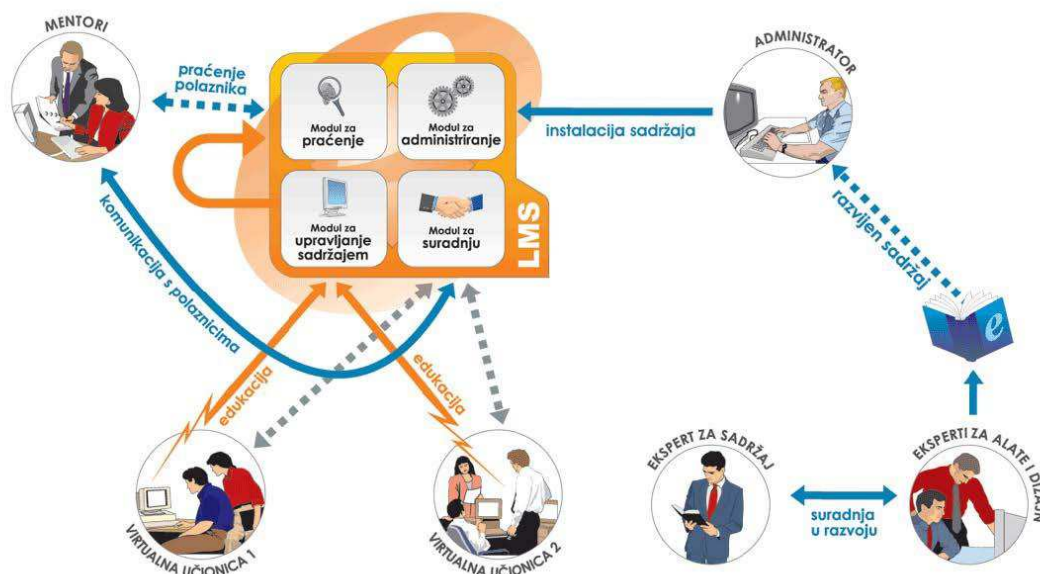 MENTORI
praćenje
polaznika
Modul za
praćenje
Modul za
administriranje
Modul za
upravljanje
sadržajem
Modul za
suradnju
LMS
ADMINISTRATOR
instalacija sadržaja
razvijen sadržaj
e
komunikacija s polaznicima
edukacija
edukacija
VIRTUALNA UČIONICA 1
VIRTUALNA UČIONICA 2
EKSPERT ZA SADRŽAJ
suradnja
u razvoju
EKSPERTI ZA ALATE I DIZAJN